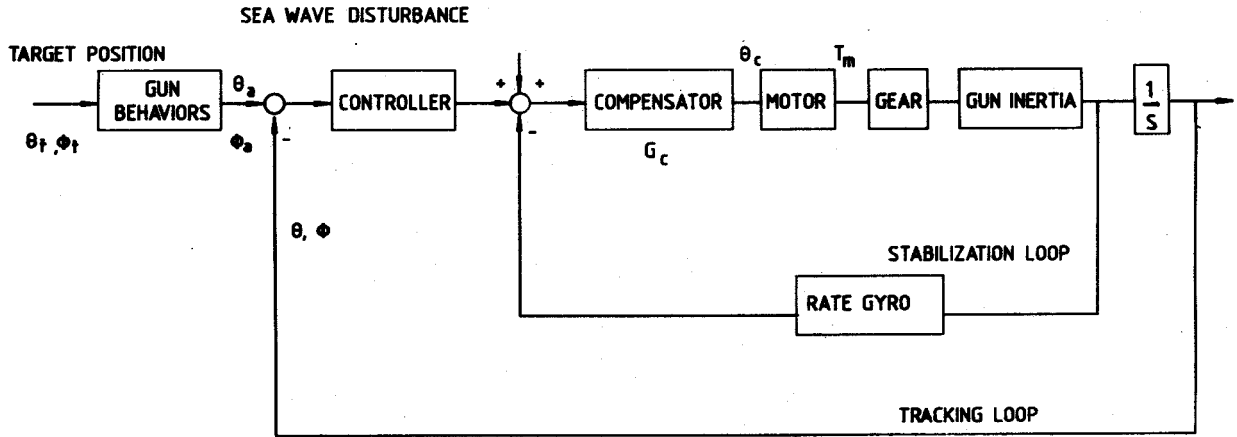 SEA WAVE DISTURBANCE
TARGET POSITION
GUN
BEHAVIORS
θa
Φa
θt ,Φt
-
CONTROLLER
+
+
-
COMPENSATOR
Gc
θc
MOTOR
Tm
GEAR
GUN INERTIA
1
S
θ, Φ
STABILIZATION LOOP
RATE GYRO
TRACKING LOOP